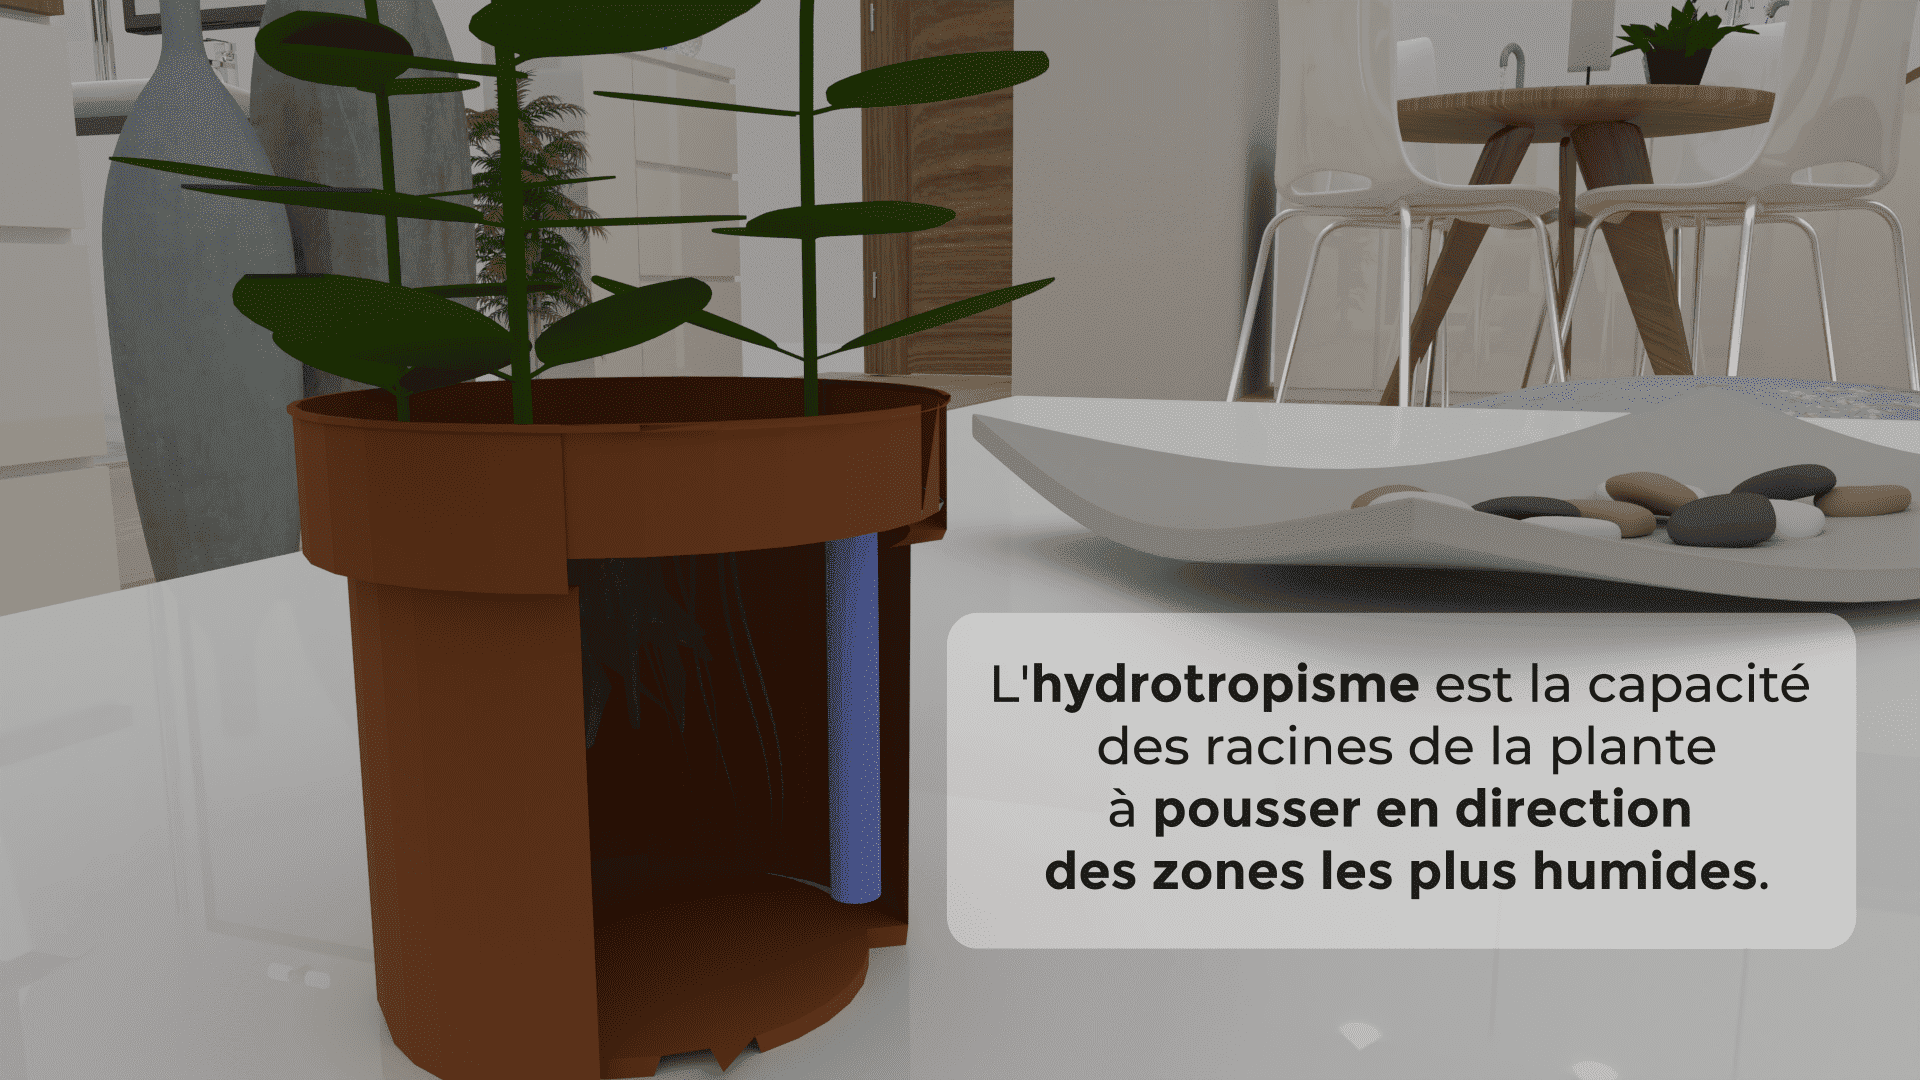 L'hydrotropisme est la capacité
des racines de la plante
à pousser en direction
des zones les plus humides.